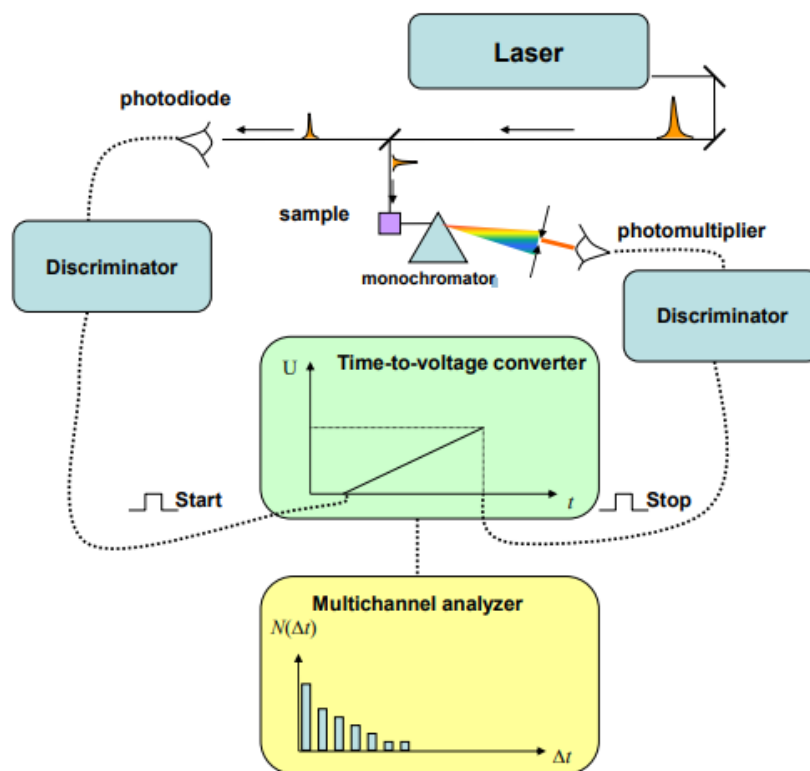 Laser
photodiode
sample
photomultiplier
monochromator
Discriminator
Discriminator
Time-to-voltage converter
U
t
Start
Stop
Multichannel analyzer
N(Δt)
Δt